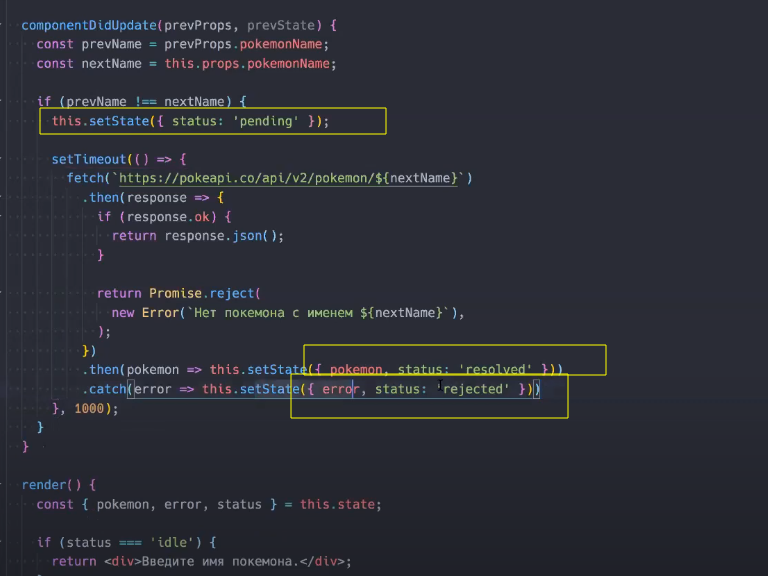 componentDidUpdate(prevProps, prevState) {
const prevName = prevProps.pokemonName;
const nextName = this.props.pokemonName;
if (prevName !== nextName) {
this.setState({ status: 'pending' });
setTimeout(() => {
fetch(`https://pokeapi.co/api/v2/pokemon/${nextName}`)
.then(response => {
if (response.ok) {
return response.json();
}
return Promise.reject(
new Error(`Нет покемона с именем ${nextName}`),
);
})
.then(pokemon => this.setState({ pokemon, status: 'resolved' }))
.catch(error => this.setState({ error, status: 'rejected' }))
}, 1000);
}
}
render() {
const { pokemon, error, status } = this.state;
if (status === 'idle') {
return <div>Введите имя покемона.</div>;